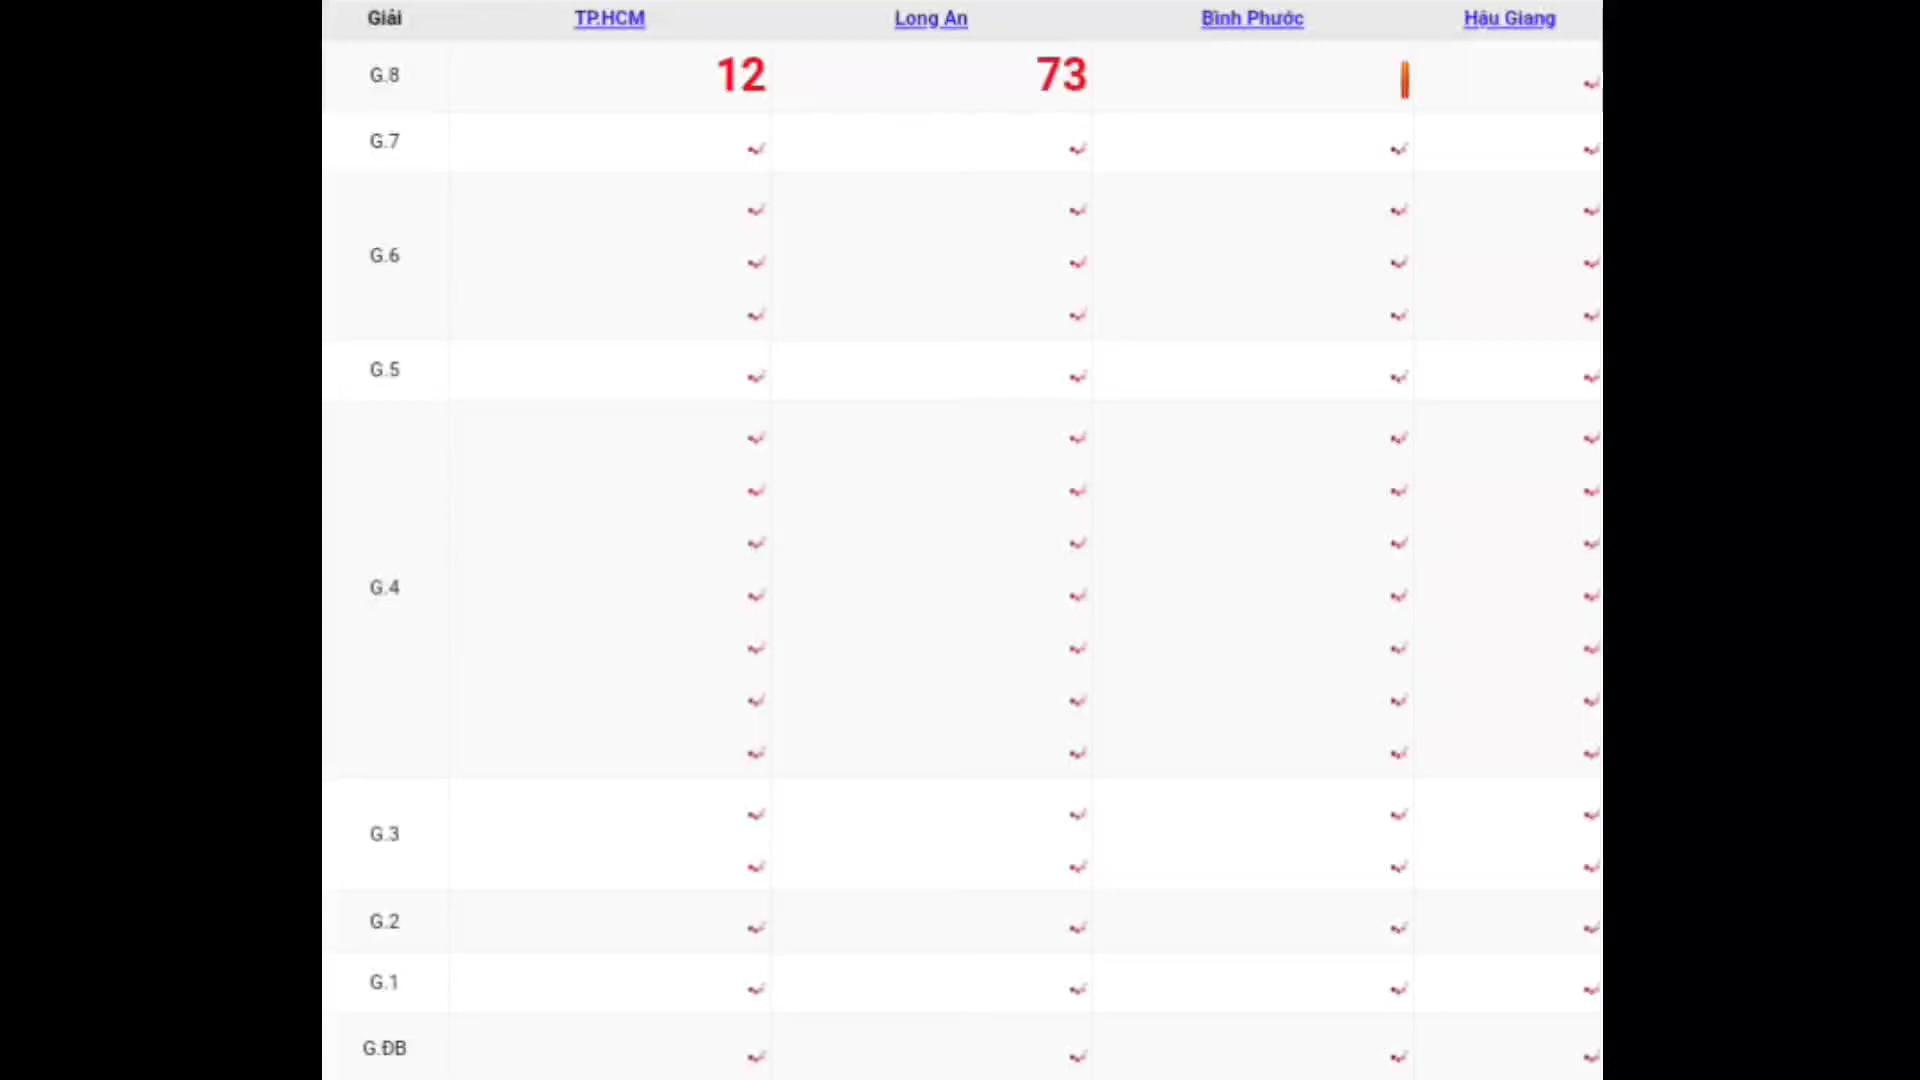 Giải TP.HCM Long An Bình Phước Hậu Giang
G.8 12 73
G.7
G.6
G.5
G.4
G.3
G.2
G.1
G.ĐB